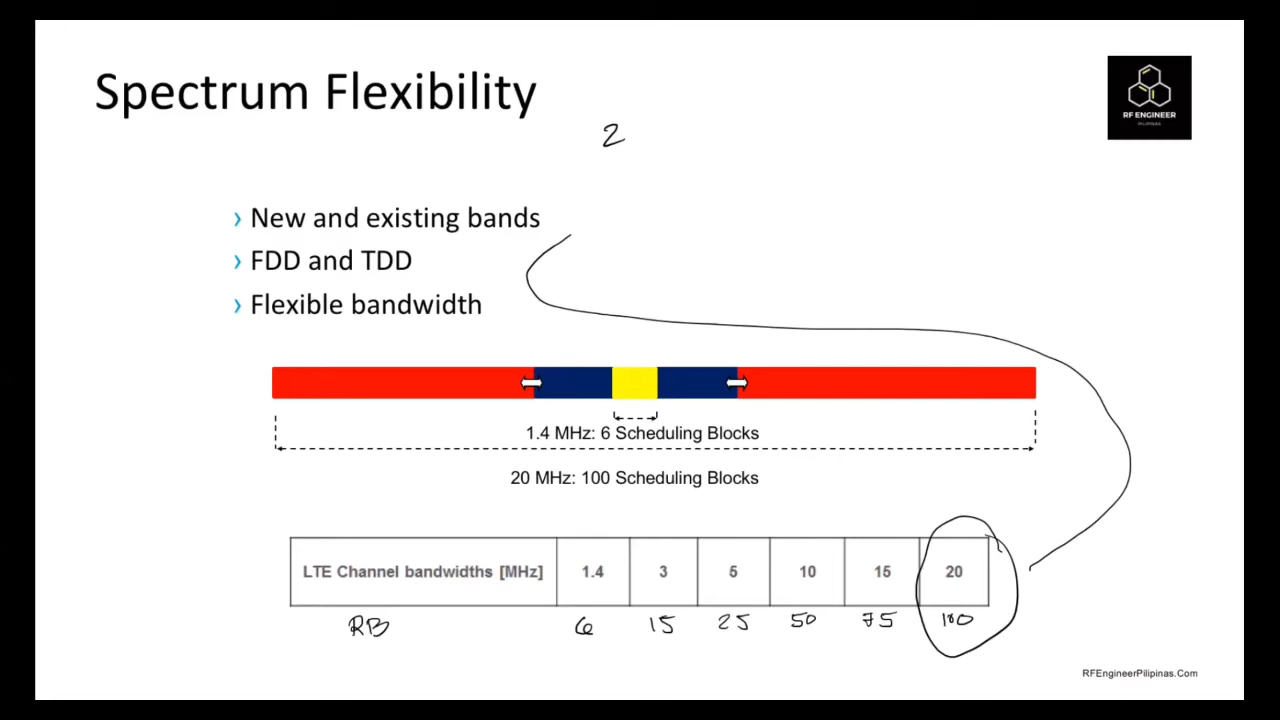 Spectrum Flexibility
RF ENGINEER
PILIPINAS
2
› New and existing bands
› FDD and TDD
› Flexible bandwidth
1.4 MHz: 6 Scheduling Blocks
20 MHz: 100 Scheduling Blocks
LTE Channel bandwidths [MHz] 1.4 3 5 10 15 20
RB 6 15 25 50 75 100
RFEngineerPilipinas.Com